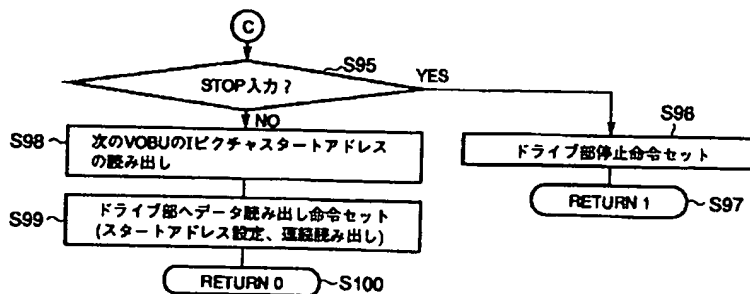 C
STOP入力？
S95
YES
NO
S98
次のVOBUのIピクチャスタートアドレス
の読み出し
S98
ドライブ部停止命令セット
S99
ドライブ部へデータ読み出し命令セット
(スタートアドレス設定、連続読み出し)
RETURN 1
S97
RETURN 0
S100